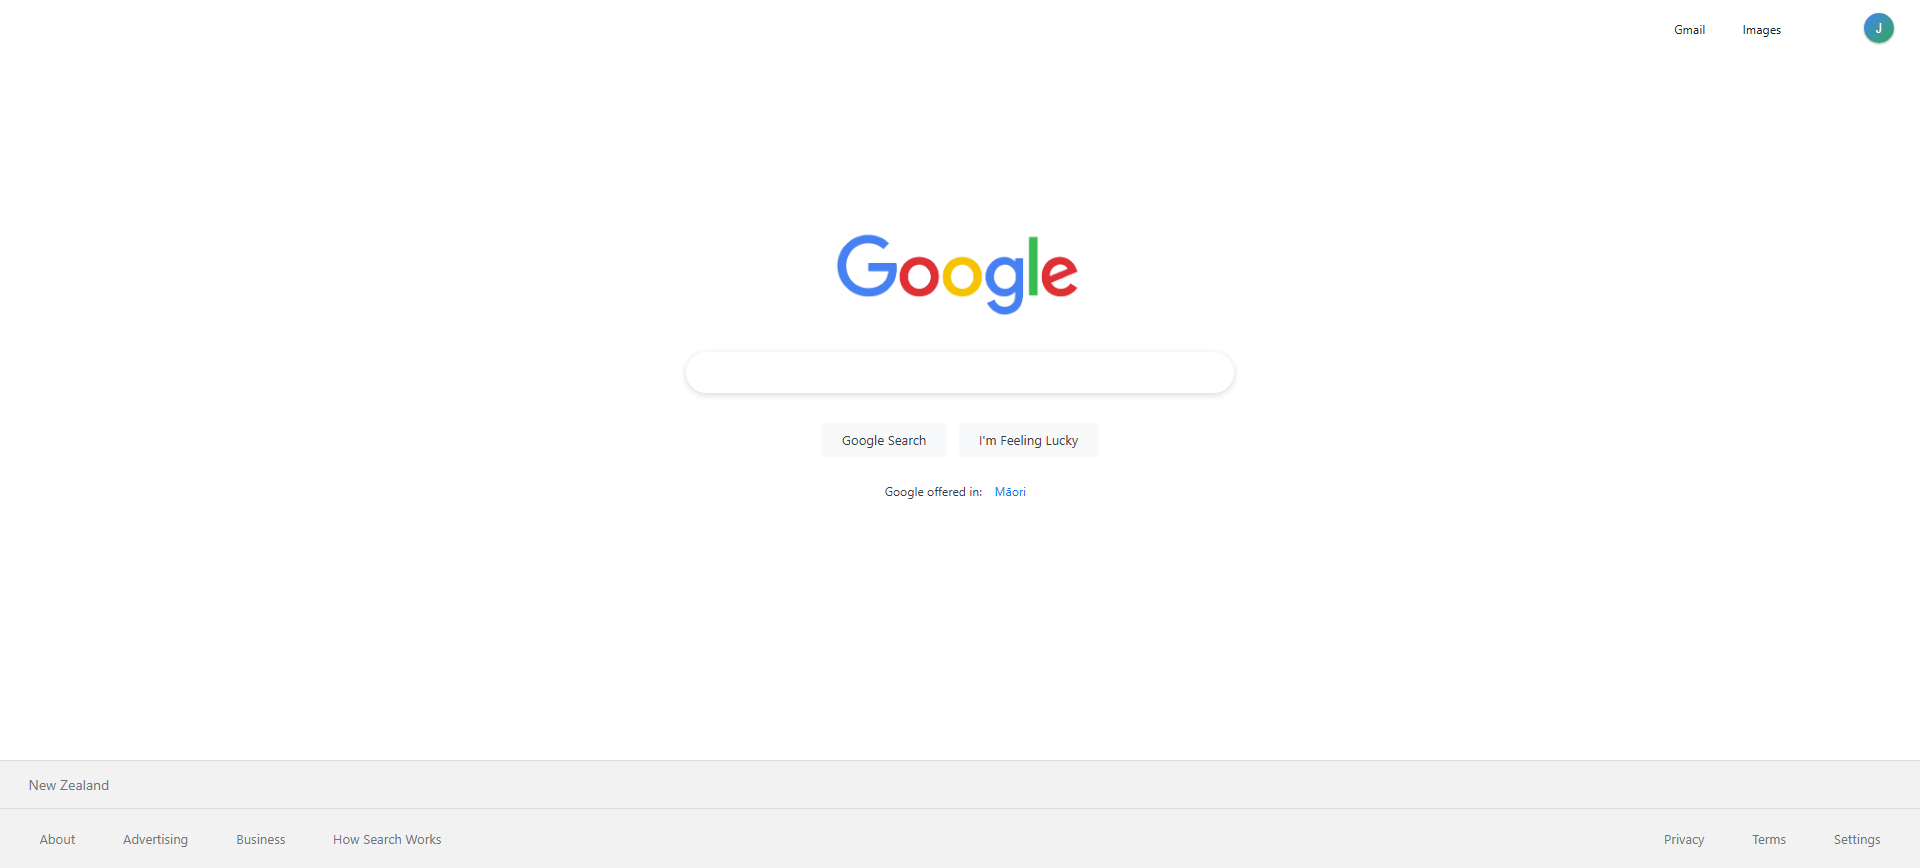 Gmail Images J
Google
Google Search I'm Feeling Lucky
Google offered in: Māori
New Zealand
About Advertising Business How Search Works Privacy Terms Settings